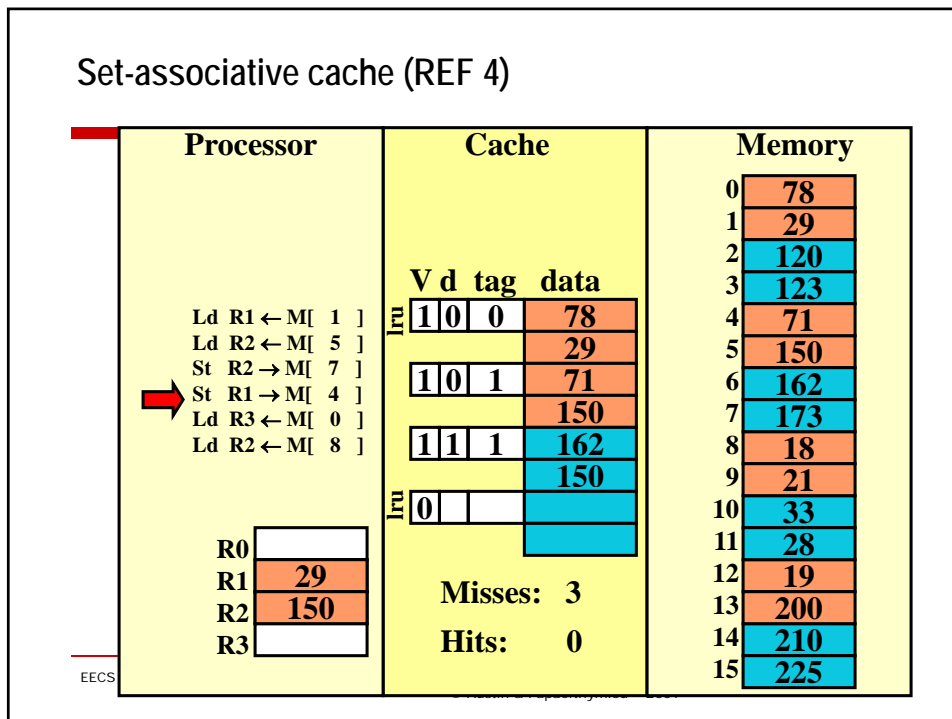 Set-associative cache (REF 4)
Processor
Ld R1 ← M[ 1 ]
Ld R2 ← M[ 5 ]
St R2 → M[ 7 ]
St R1 → M[ 4 ]
Ld R3 ← M[ 0 ]
Ld R2 ← M[ 8 ]
R0
R1 29
R2 150
R3
Cache
V d tag data
lru 1 0 0 78
29
1 0 1 71
150
1 1 1 162
150
lru 0
Misses: 3
Hits: 0
Memory
0 78
1 29
2 120
3 123
4 71
5 150
6 162
7 173
8 18
9 21
10 33
11 28
12 19
13 200
14 210
15 225
EECS